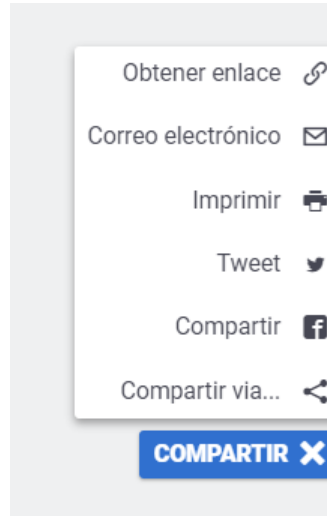 Obtener enlace
Correo electrónico
Imprimir
Tweet
Compartir
Compartir via...
COMPARTIR